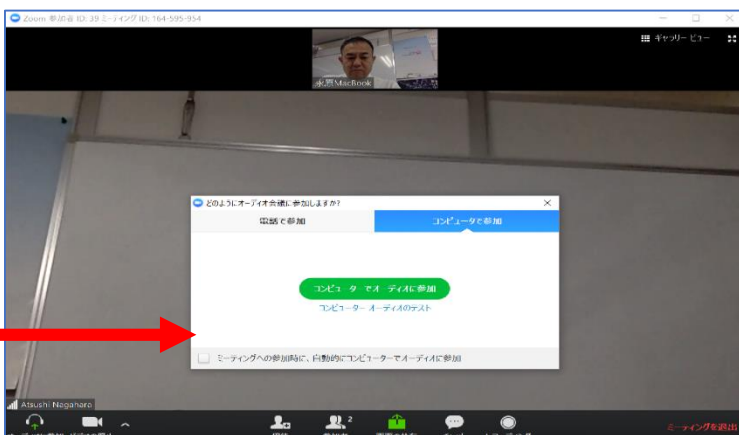 Zoom 参加者 ID: 39 ミーティング ID: 164-595-954
ギャラリー ビュー
永原MacBook
どのようにオーディオ会議に参加しますか?
電話で参加
コンピュータで参加
コンピューターでオーディオに参加
コンピューター オーディオのテスト
ミーティングへの参加時に、自動的にコンピューターでオーディオに参加
Atsushi Nagahara
2
ミーティングを退出